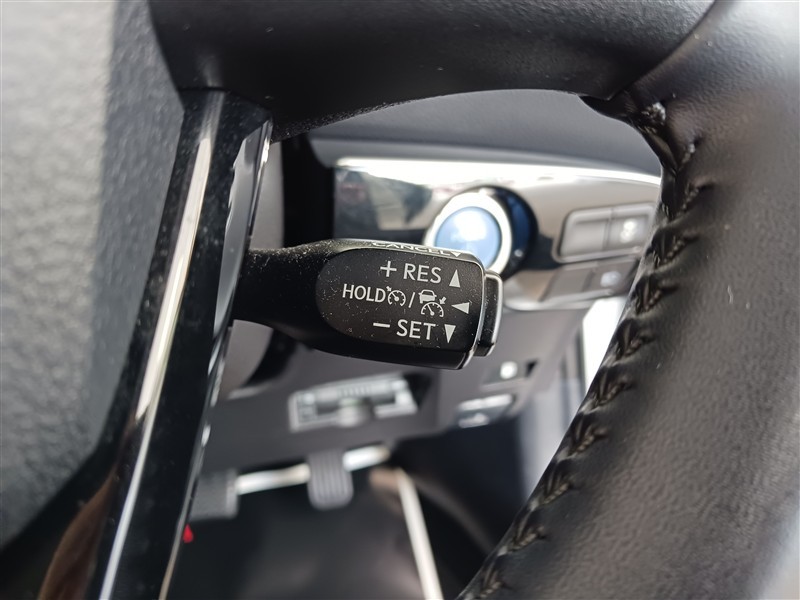 CANCEL
+ RES ▲
HOLD / ◀
− SET ▼